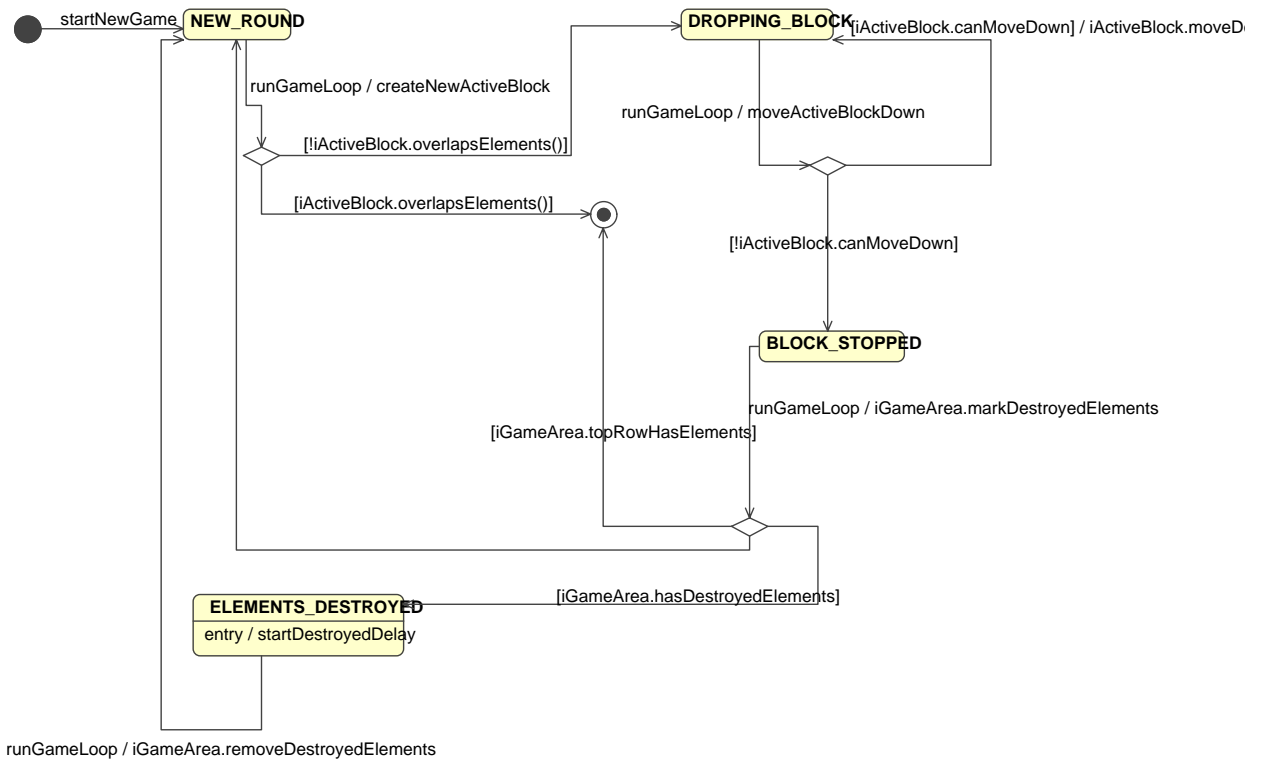 startNewGame
NEW_ROUND
DROPPING_BLOCK
[iActiveBlock.canMoveDown] / iActiveBlock.moveD
runGameLoop / createNewActiveBlock
runGameLoop / moveActiveBlockDown
[!iActiveBlock.overlapsElements()]
[iActiveBlock.overlapsElements()]
[!iActiveBlock.canMoveDown]
BLOCK_STOPPED
runGameLoop / iGameArea.markDestroyedElements
[iGameArea.topRowHasElements]
[iGameArea.hasDestroyedElements]
ELEMENTS_DESTROYED
entry / startDestroyedDelay
runGameLoop / iGameArea.removeDestroyedElements